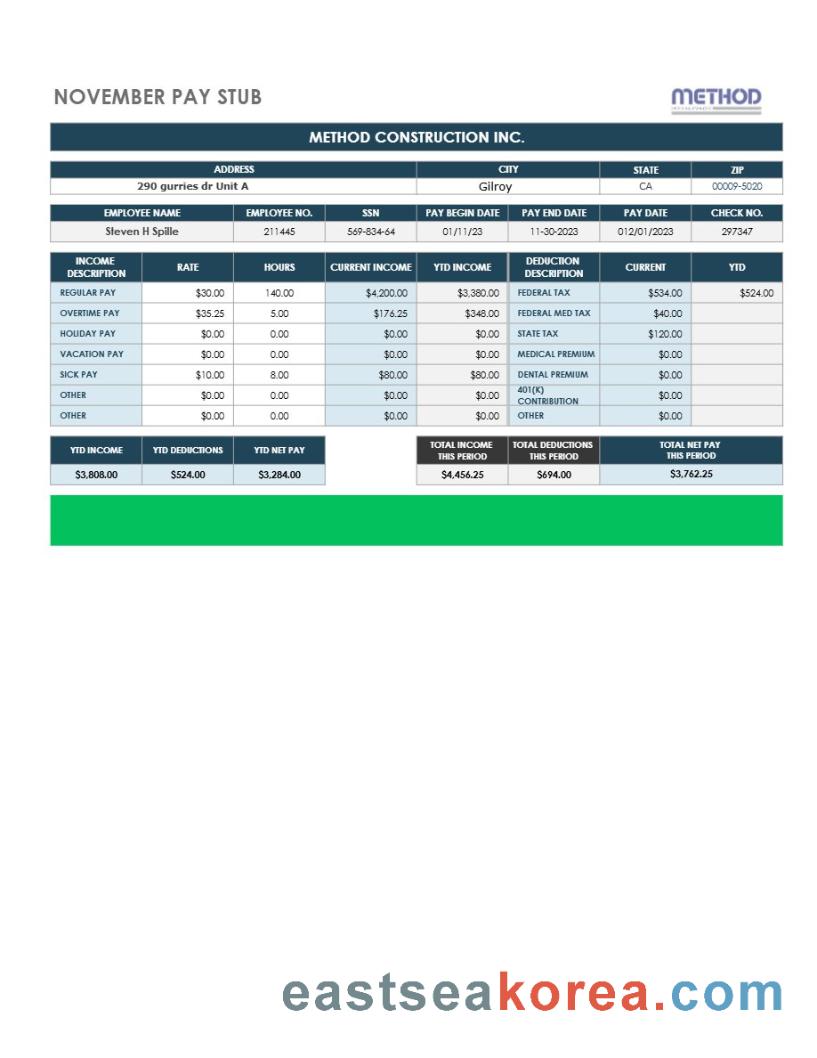 NOVEMBER PAY STUB
METHOD
METHOD CONSTRUCTION INC.
ADDRESS CITY STATE ZIP
290 gurries dr Unit A Gilroy CA 00009-5020
EMPLOYEE NAME EMPLOYEE NO. SSN PAY BEGIN DATE PAY END DATE PAY DATE CHECK NO.
Steven H Spille 211445 569-834-64 01/11/23 11-30-2023 012/01/2023 297347
INCOME DESCRIPTION RATE HOURS CURRENT INCOME YTD INCOME DEDUCTION DESCRIPTION CURRENT YTD
REGULAR PAY $30.00 140.00 $4,200.00 $3,380.00 FEDERAL TAX $534.00 $524.00
OVERTIME PAY $35.25 5.00 $176.25 $348.00 FEDERAL MED TAX $40.00
HOLIDAY PAY $0.00 0.00 $0.00 $0.00 STATE TAX $120.00
VACATION PAY $0.00 0.00 $0.00 $0.00 MEDICAL PREMIUM $0.00
SICK PAY $10.00 8.00 $80.00 $80.00 DENTAL PREMIUM $0.00
OTHER $0.00 0.00 $0.00 $0.00 401(K) CONTRIBUTION $0.00
OTHER $0.00 0.00 $0.00 $0.00 OTHER $0.00
YTD INCOME YTD DEDUCTIONS YTD NET PAY TOTAL INCOME THIS PERIOD TOTAL DEDUCTIONS THIS PERIOD TOTAL NET PAY THIS PERIOD
$3,808.00 $524.00 $3,284.00 $4,456.25 $694.00 $3,762.25
eastseakorea.com